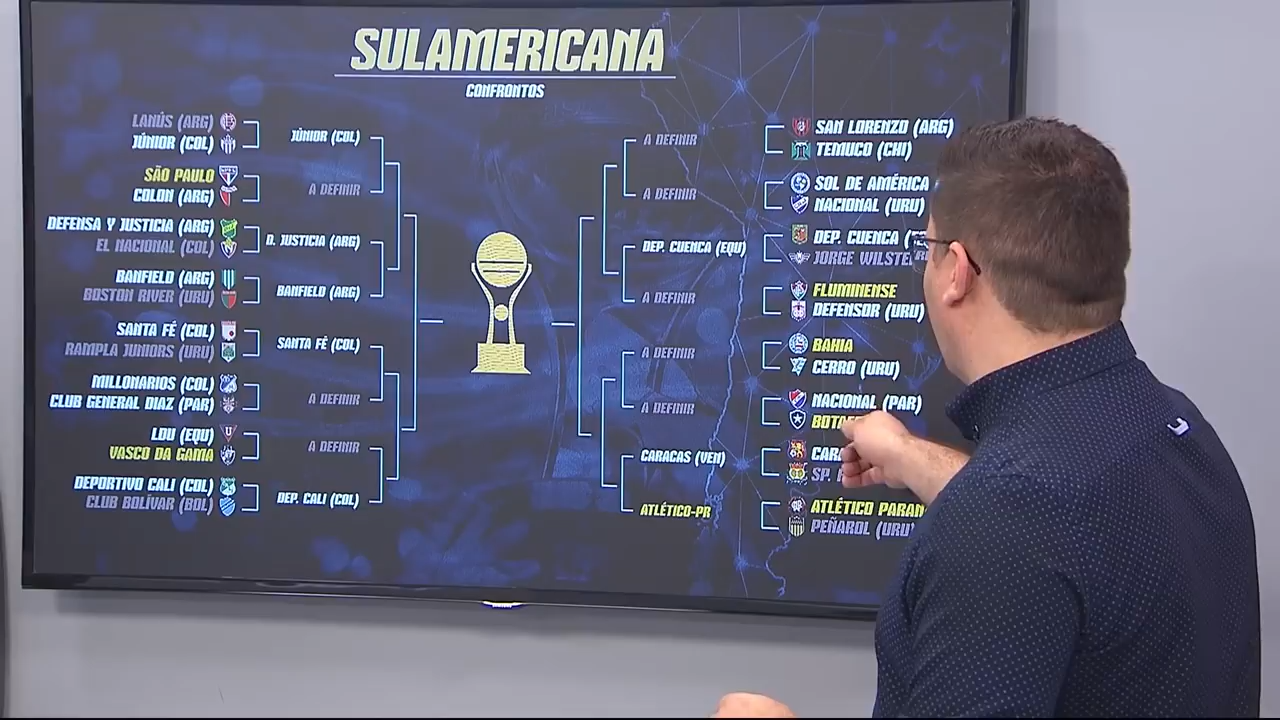 SULAMERICANA
CONFRONTOS
LANÚS (ARG)
JÚNIOR (COL)
SÃO PAULO
COLON (ARG)
DEFENSA Y JUSTICIA (ARG)
EL NACIONAL (COL)
BANFIELD (ARG)
BOSTON RIVER (URU)
SANTA FÉ (COL)
RAMPLA JUNIORS (URU)
MILLONARIOS (COL)
CLUB GENERAL DIAZ (PAR)
LDU (EQU)
VASCO DA GAMA
DEPORTIVO CALI (COL)
CLUB BOLÍVAR (BOL)
JÚNIOR (COL)
A DEFINIR
D. JUSTICIA (ARG)
BANFIELD (ARG)
SANTA FÉ (COL)
A DEFINIR
A DEFINIR
DEP. CALI (COL)
A DEFINIR
A DEFINIR
DEP. CUENCA (EQU)
A DEFINIR
A DEFINIR
A DEFINIR
CARACAS (VEN)
ATLÉTICO-PR
SAN LORENZO (ARG)
TEMUCO (CHI)
SOL DE AMÉRICA
NACIONAL (URU)
DEP. CUENCA
JORGE
FLUMINENSE
DEFENSOR (URU)
BAHIA
CERRO (URU)
NACIONAL (PAR)
SP.
ATLÉTICO
PEÑAROL (URU)